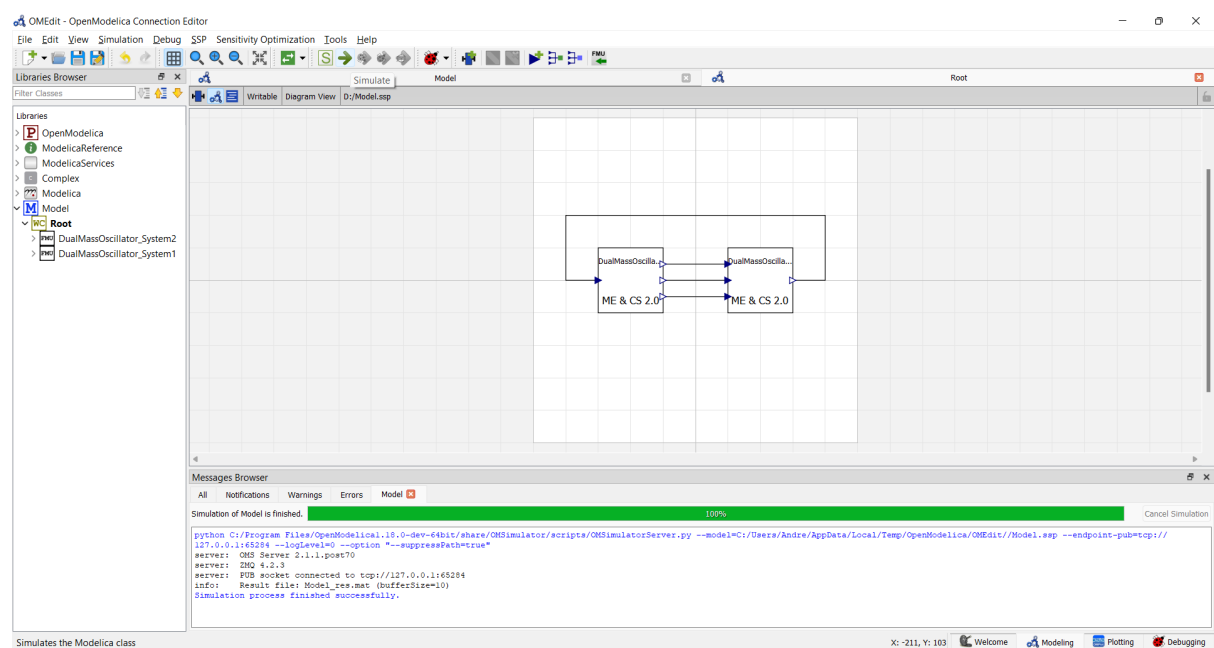 OMEdit - OpenModelica Connection Editor
File Edit View Simulation Debug SSP Sensitivity Optimization Tools Help
S
FMU
Libraries Browser
Model
Root
Simulate
Filter Classes
Writable Diagram View D:/Model.ssp
Libraries
P OpenModelica
i ModelicaReference
ModelicaServices
C Complex
Modelica
M Model
WC Root
FMU DualMassOscillator_System2
FMU DualMassOscillator_System1
DualMassOscilla... DualMassOscilla...
ME & CS 2.0 ME & CS 2.0
Messages Browser
All Notifications Warnings Errors Model
Simulation of Model is finished. 100% Cancel Simulation
python C:/Program Files/OpenModelica1.18.0-dev-64bit/share/OMSimulator/scripts/OMSimulatorServer.py --model=C:/Users/Andre/AppData/Local/Temp/OpenModelica/OMEdit//Model.ssp --endpoint-pub=tcp://
127.0.0.1:65284 --logLevel=0 --option "--suppressPath=true"
server: OMS Server 2.1.1.post70
server: ZMQ 4.2.3
server: PUB socket connected to tcp://127.0.0.1:65284
info: Result file: Model_res.mat (bufferSize=10)
Simulation process finished successfully.
Simulates the Modelica class
X: -211, Y: 103 Welcome Modeling Plotting Debugging